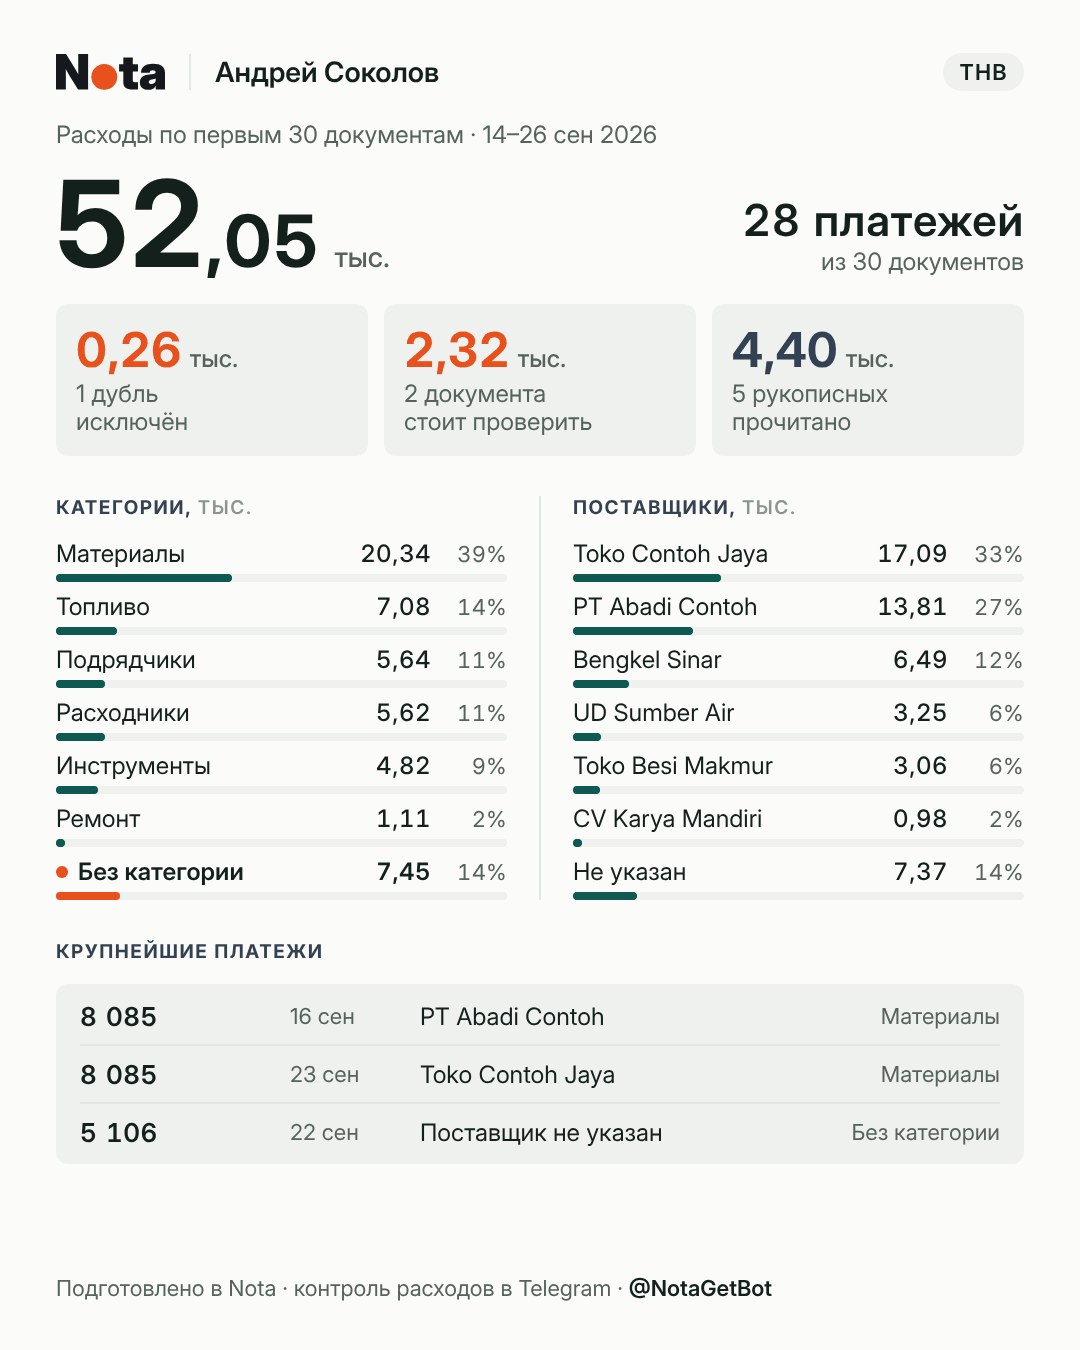 Nota
Андрей Соколов
THB
Расходы по первым 30 документам · 14–26 сен 2026
52,05 тыс.
28 платежей
из 30 документов
0,26 тыс.
1 дубль
исключён
2,32 тыс.
2 документа
стоит проверить
4,40 тыс.
5 рукописных
прочитано
КАТЕГОРИИ, ТЫС.
Материалы 20,34 39%
Топливо 7,08 14%
Подрядчики 5,64 11%
Расходники 5,62 11%
Инструменты 4,82 9%
Ремонт 1,11 2%
Без категории 7,45 14%
ПОСТАВЩИКИ, ТЫС.
Toko Contoh Jaya 17,09 33%
PT Abadi Contoh 13,81 27%
Bengkel Sinar 6,49 12%
UD Sumber Air 3,25 6%
Toko Besi Makmur 3,06 6%
CV Karya Mandiri 0,98 2%
Не указан 7,37 14%
КРУПНЕЙШИЕ ПЛАТЕЖИ
8 085 16 сен PT Abadi Contoh Материалы
8 085 23 сен Toko Contoh Jaya Материалы
5 106 22 сен Поставщик не указан Без категории
Подготовлено в Nota · контроль расходов в Telegram · @NotaGetBot